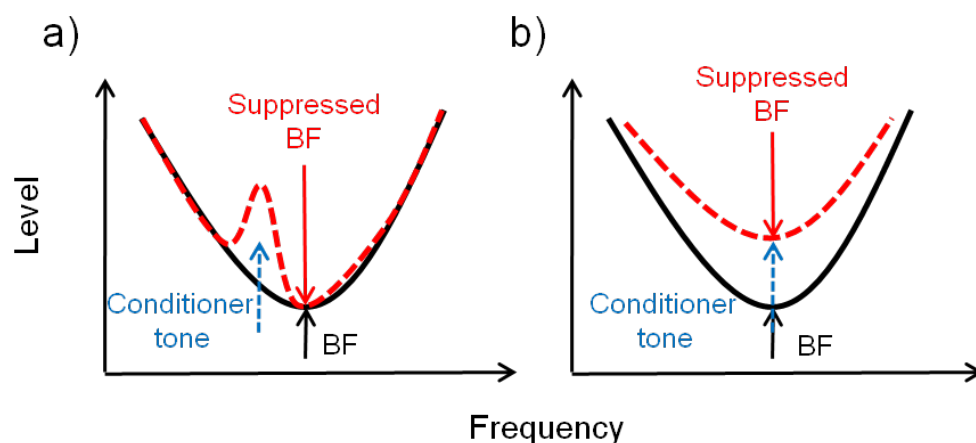 a)
Suppressed
BF
Level
Conditioner
tone
BF
b)
Suppressed
BF
Conditioner
tone
BF
Frequency